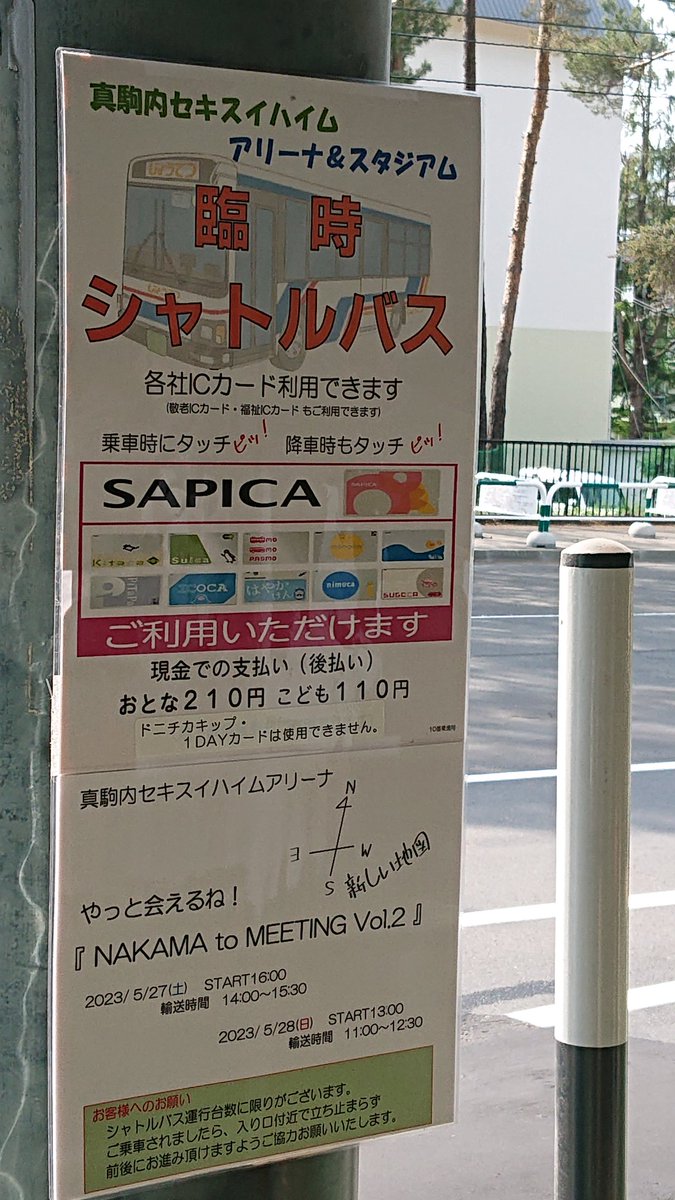 真駒内セキスイハイム
アリーナ&スタジアム
じょうてつ
臨時
シャトルバス
各社ICカード利用できます
(敬老ICカード・福祉ICカード もご利用できます)
乗車時にタッチピッ! 降車時もタッチピッ!
SAPICA SAPICA
Kitaca Suica PASMO
PiTaPa ICOCA はやかけん nimoca SUGOCA
ご利用いただけます
現金での支払い(後払い)
おとな210円 こども110円
ドニチカキップ・
1DAYカードは使用できません。
真駒内セキスイハイムアリーナ
N
ヨ W
S 新しい地図
やっと会えるね!
『 NAKAMA to MEETING Vol.2 』
2023/ 5/27(土) START16:00
輸送時間 14:00~15:30
2023/ 5/28(日) START13:00
輸送時間 11:00~12:30
お客様へのお願い
シャトルバス運行台数に限りがございます。
ご乗車されましたら、入り口付近で立ち止まらず
前後にお進み頂けますようご協力お願いいたします。